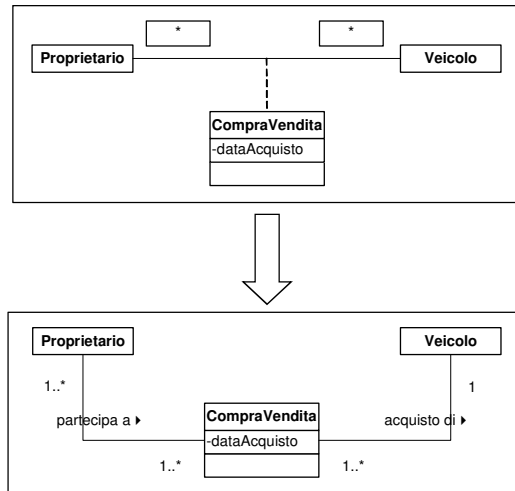 * *
Proprietario Veicolo
CompraVendita
-dataAcquisto
Proprietario Veicolo
1..* 1
partecipa a CompraVendita acquisto di
-dataAcquisto
1..* 1..*